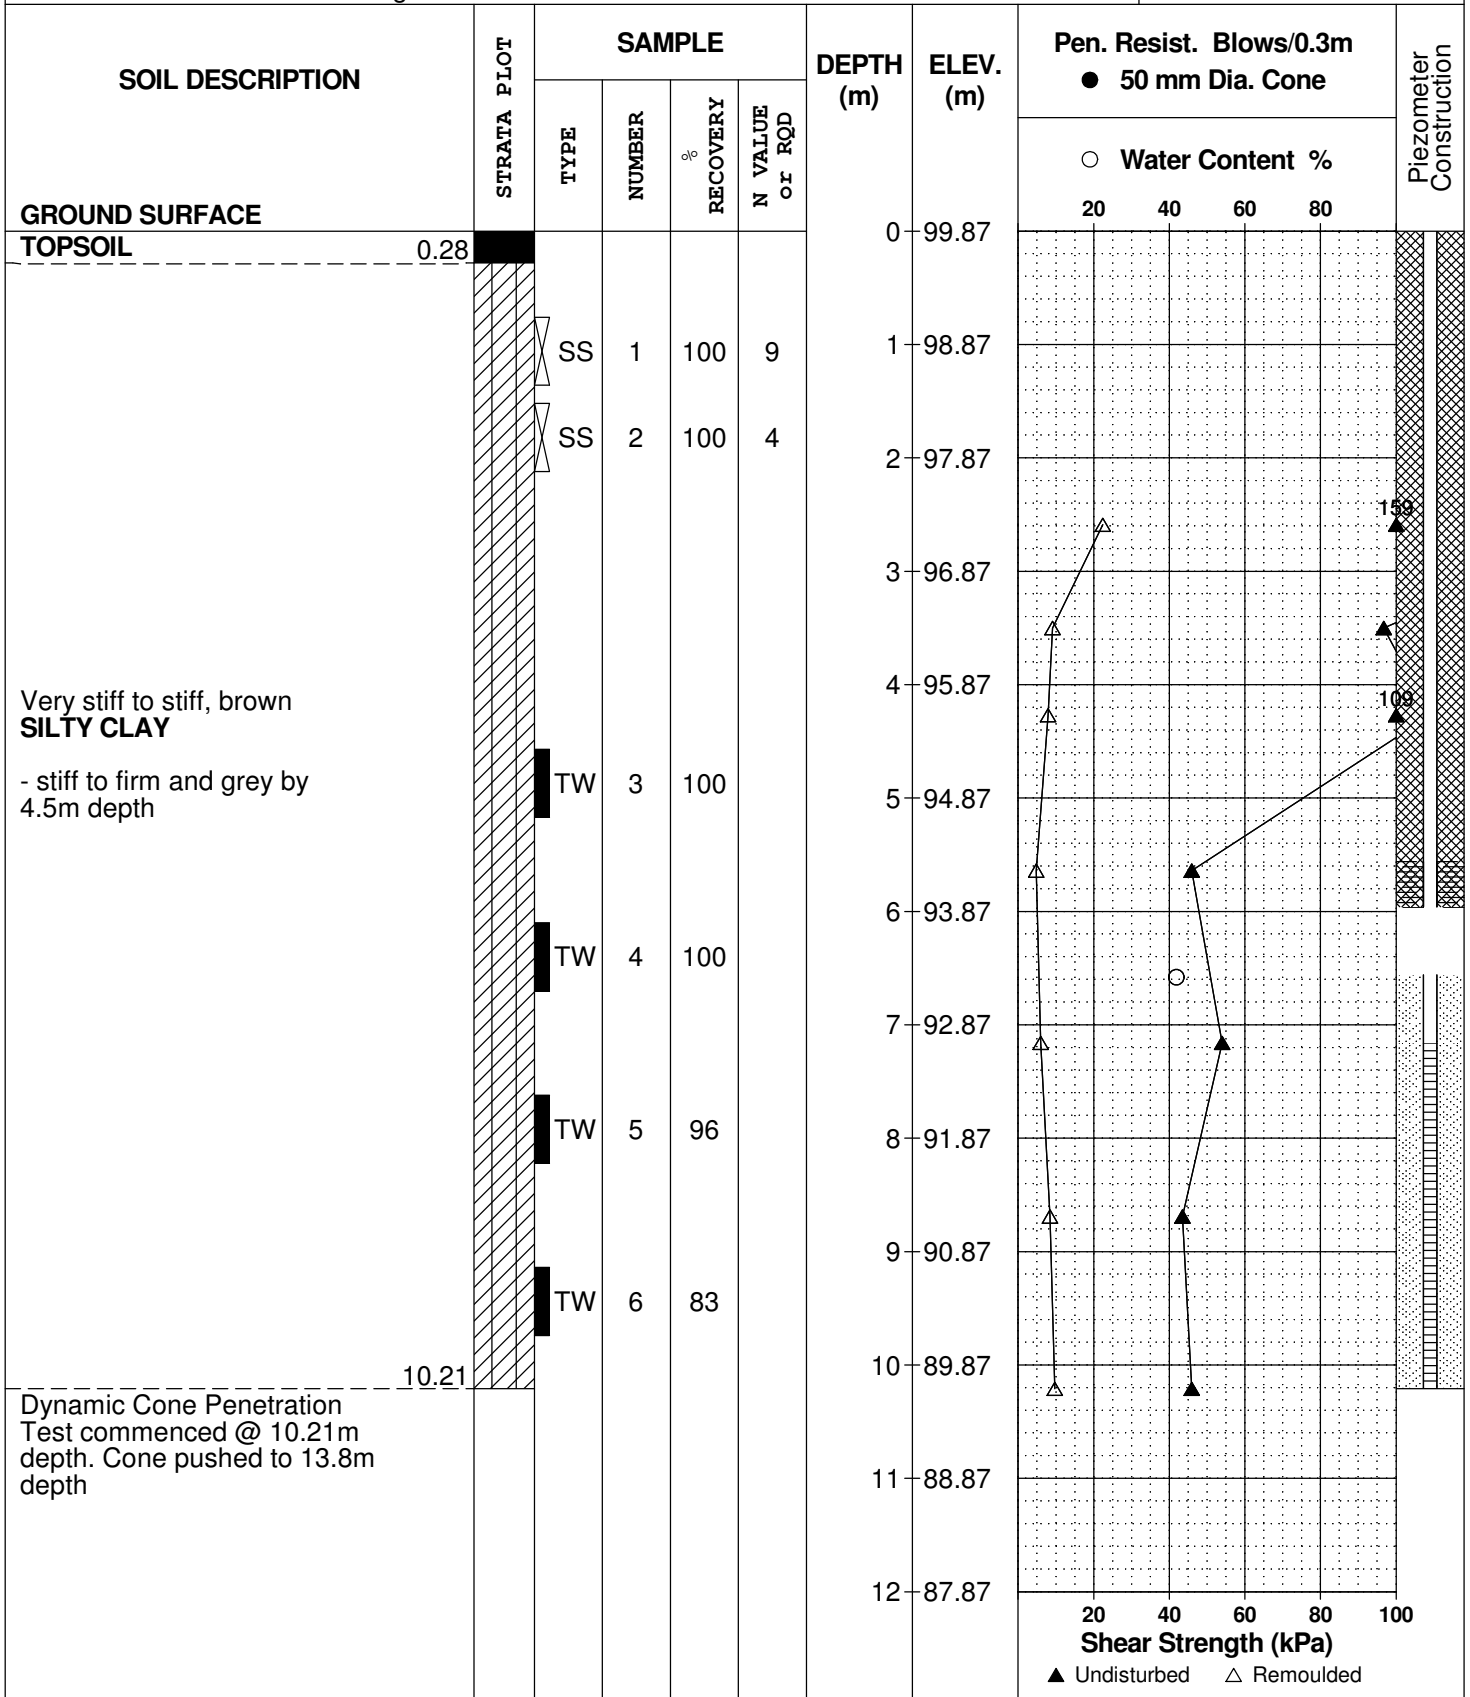 SOIL DESCRIPTION
STRATA PLOT
SAMPLE
TYPE
NUMBER
% RECOVERY
N VALUE or RQD
DEPTH
(m)
ELEV.
(m)
Pen. Resist. Blows/0.3m
● 50 mm Dia. Cone
○ Water Content %
20 40 60 80
Piezometer
Construction
GROUND SURFACE
0 99.87
TOPSOIL 0.28
SS 1 100 9
1 98.87
SS 2 100 4
2 97.87
159
3 96.87
4 95.87
Very stiff to stiff, brown
SILTY CLAY
109
- stiff to firm and grey by
4.5m depth
TW 3 100
5 94.87
6 93.87
TW 4 100
7 92.87
TW 5 96
8 91.87
9 90.87
TW 6 83
10 89.87
10.21
Dynamic Cone Penetration
Test commenced @ 10.21m
depth. Cone pushed to 13.8m
depth
11 88.87
12 87.87
20 40 60 80 100
Shear Strength (kPa)
▲ Undisturbed △ Remoulded